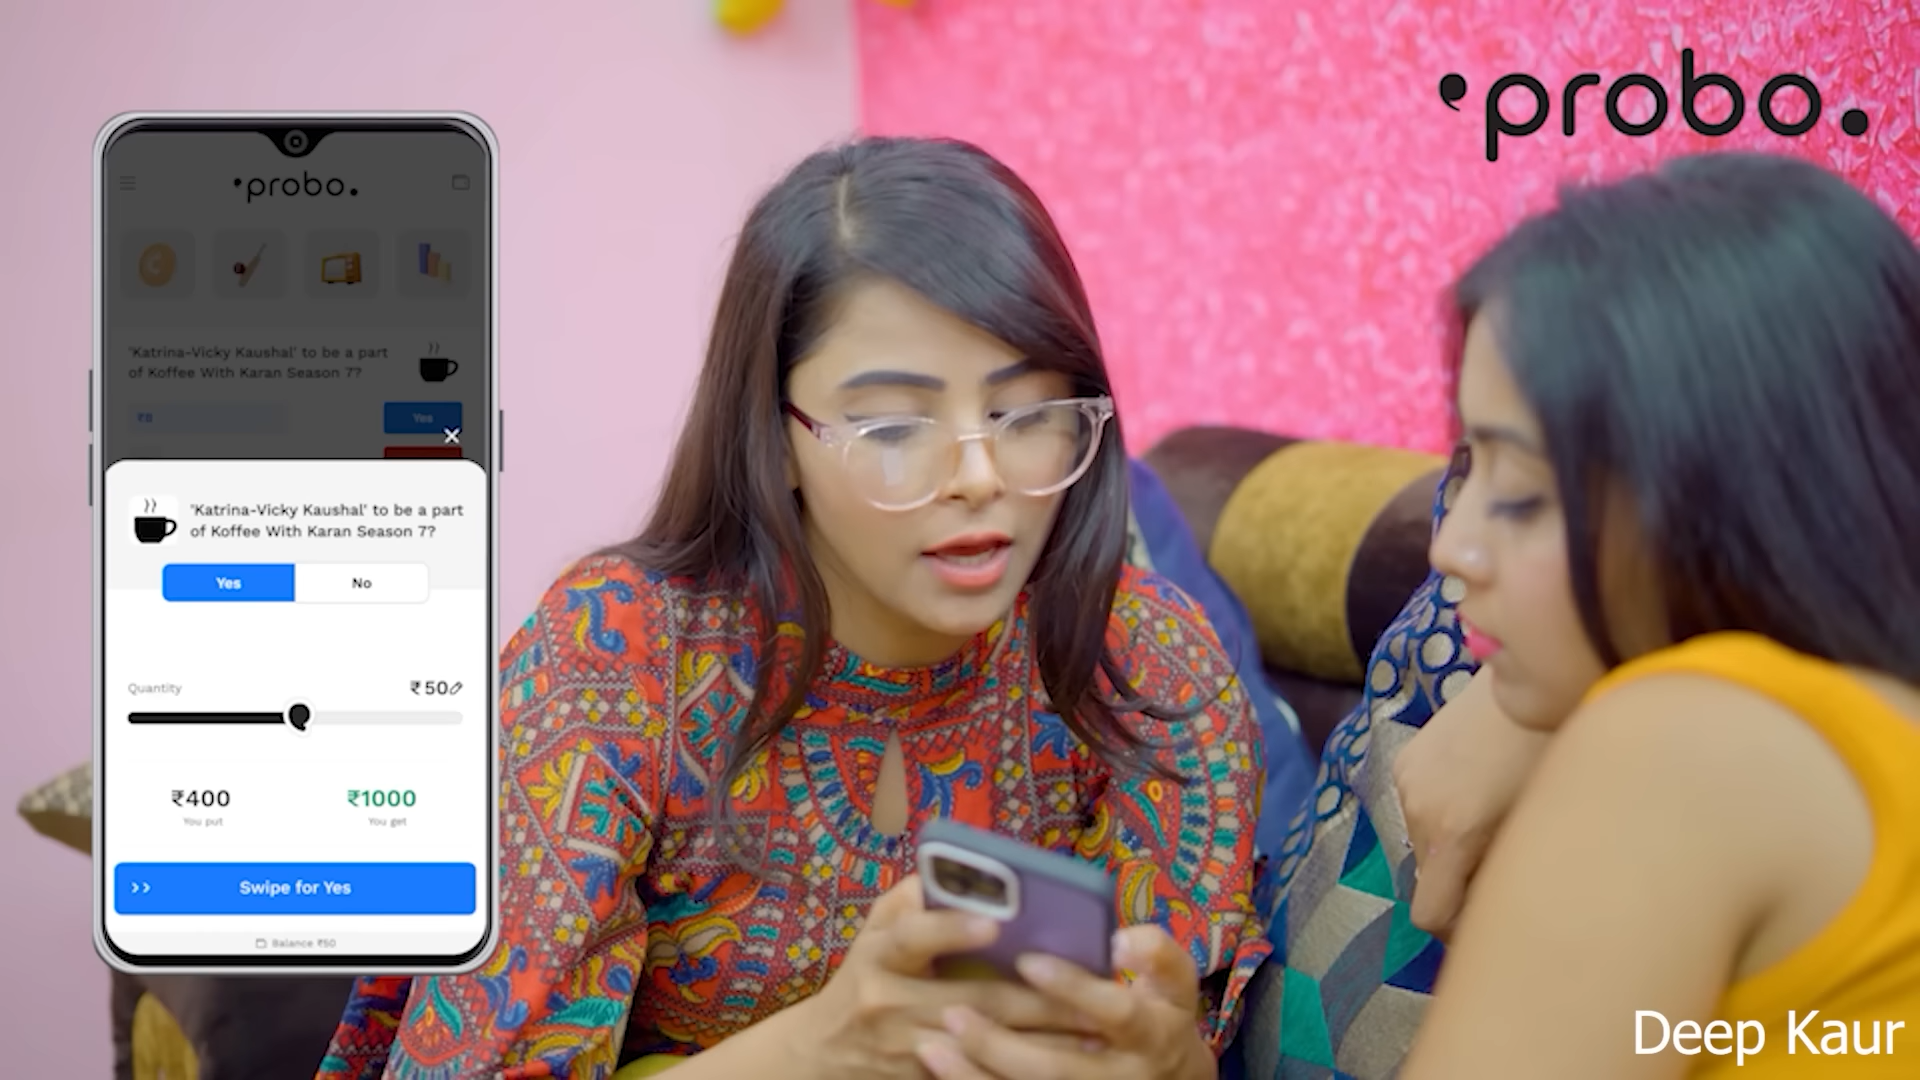 probo.
probo.
'Katrina-Vicky Kaushal' to be a part
of Koffee With Karan Season 7?
₹8
Yes
'Katrina-Vicky Kaushal' to be a part
of Koffee With Karan Season 7?
Yes No
Quantity ₹50
₹400 ₹1000
You put You get
>> Swipe for Yes
Balance ₹50
Deep Kaur